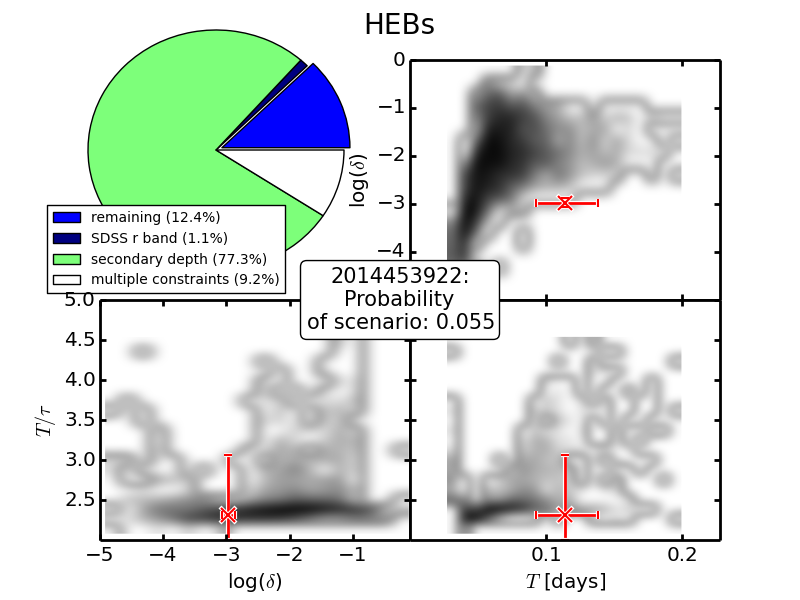 HEBs
0
−1
−2
−3
−4
log(δ)
remaining (12.4%)
SDSS r band (1.1%)
secondary depth (77.3%)
multiple constraints (9.2%)
2014453922:
Probability
of scenario: 0.055
5.0
4.5
4.0
3.5
3.0
2.5
T/τ
−5 −4 −3 −2 −1
0.1 0.2
log(δ)
T [days]